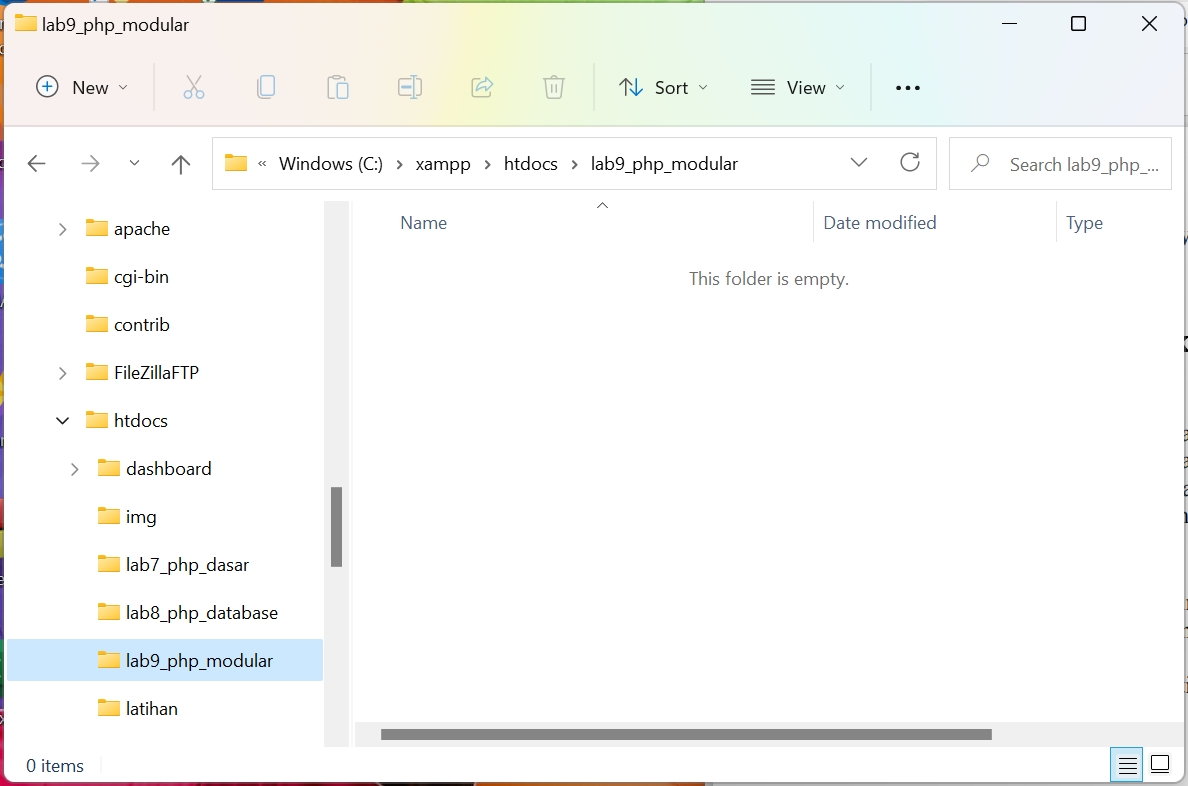 lab9_php_modular
New
Sort
View
Windows (C:) > xampp > htdocs > lab9_php_modular
Search lab9_php_...
apache
cgi-bin
contrib
FileZillaFTP
htdocs
dashboard
img
lab7_php_dasar
lab8_php_database
lab9_php_modular
latihan
Name
Date modified
Type
This folder is empty.
0 items